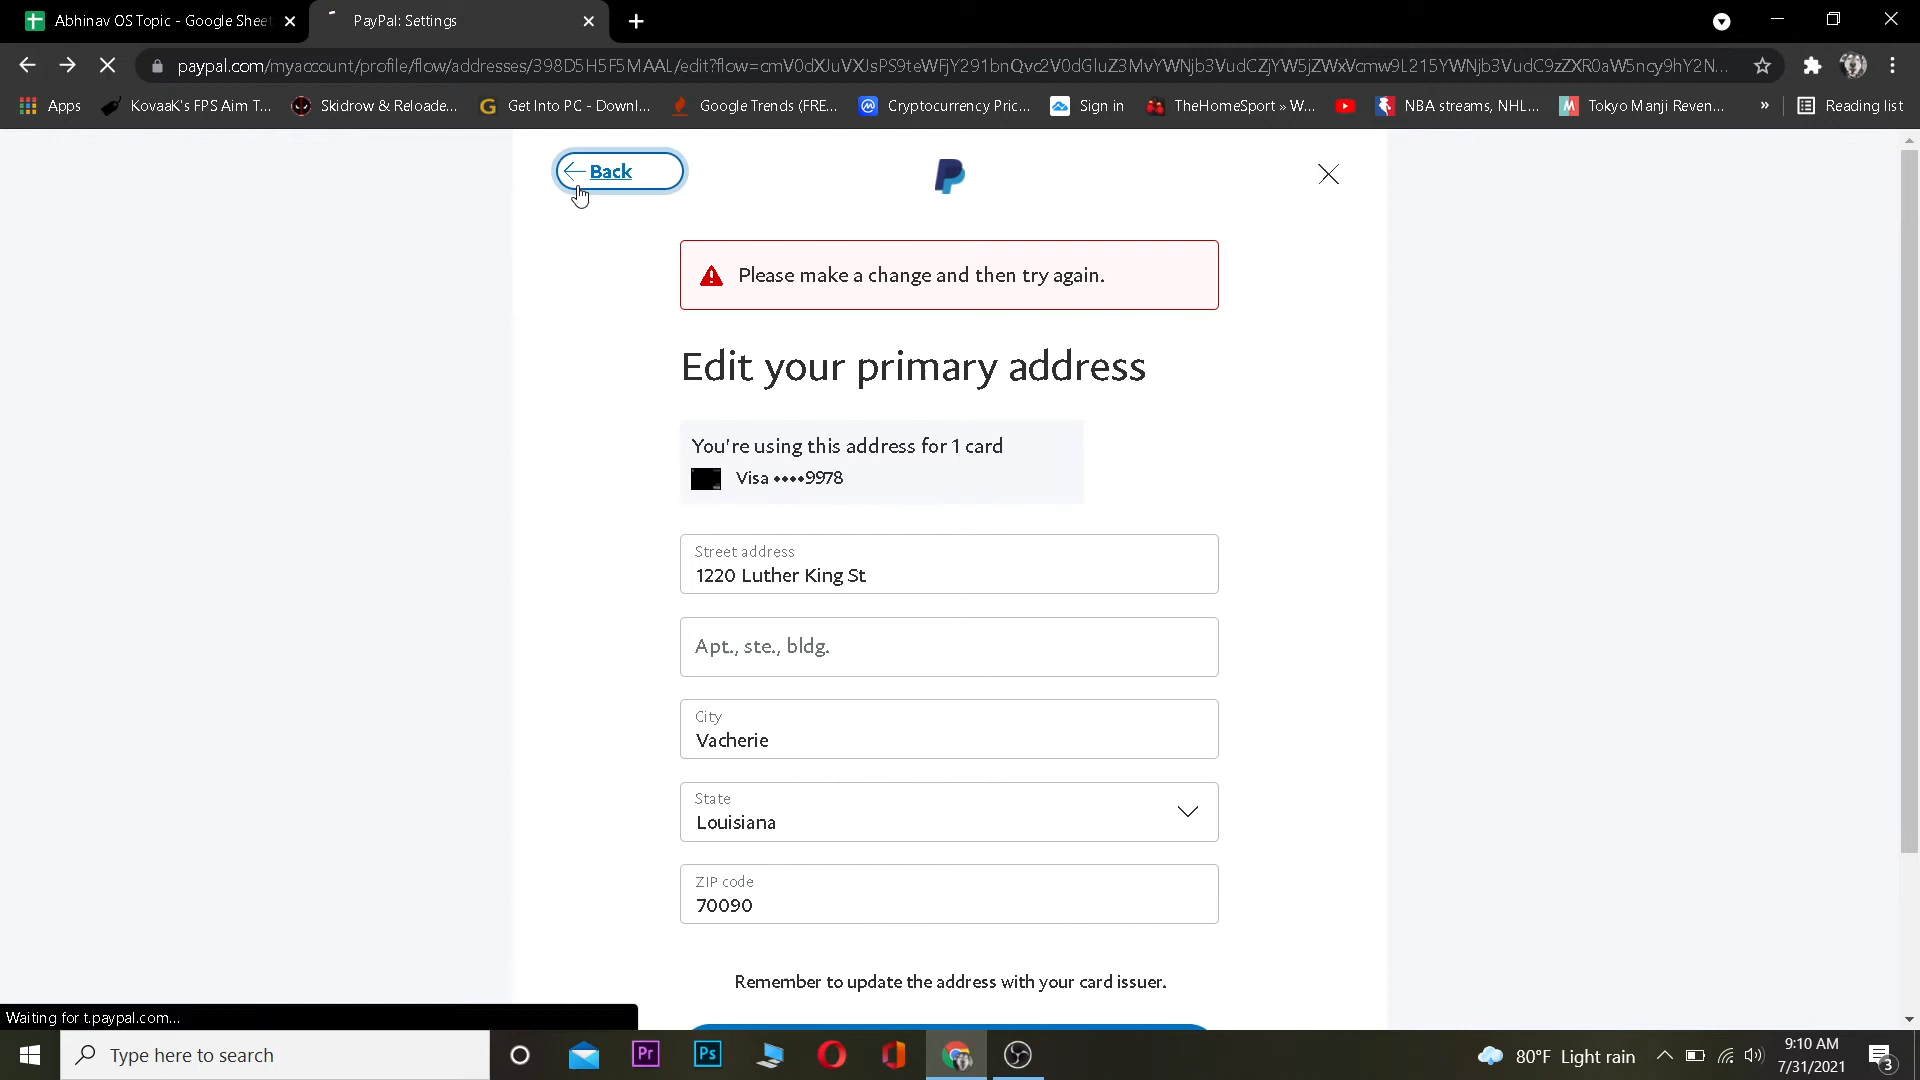 Abhinav OS Topic - Google Sheet
PayPal: Settings
paypal.com/myaccount/profile/flow/addresses/398D5H5F5MAAL/edit?flow=
Apps
KovaaK's FPS Aim T...
Skidrow & Reloade...
Get Into PC - Downl...
Google Trends (FRE...
Cryptocurrency Pric...
Sign in
TheHomeSport » W...
NBA streams, NHL...
Tokyo Manji Reven...
»
Reading list
Back
Please make a change and then try again.
Edit your primary address
You're using this address for 1 card
Visa ••••9978
Street address
1220 Luther King St
Apt., ste., bldg.
City
Vacherie
State
Louisiana
ZIP code
70090
Remember to update the address with your card issuer.
Waiting for t.paypal.com...
Type here to search
Pr
Ps
80°F Light rain
9:10 AM
7/31/2021
3